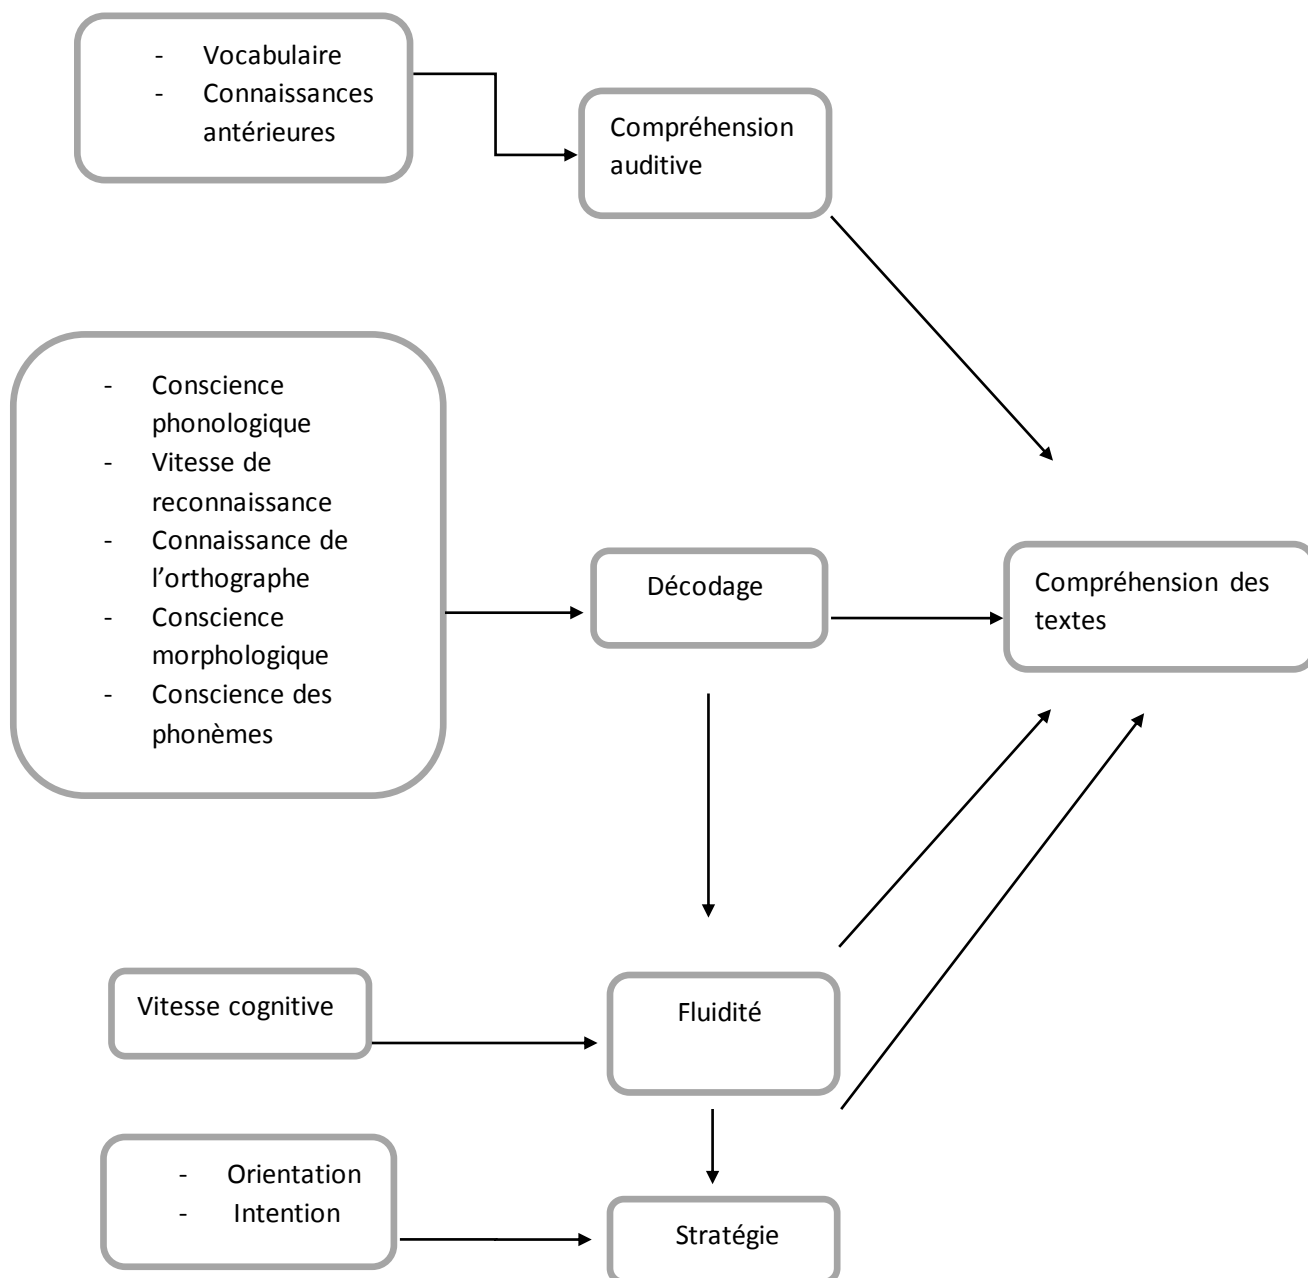 - Vocabulaire
- Connaissances
antérieures
Compréhension
auditive
- Conscience
phonologique
- Vitesse de
reconnaissance
- Connaissance de
l’orthographe
- Conscience
morphologique
- Conscience des
phonèmes
Décodage
Compréhension des
textes
Vitesse cognitive
Fluidité
- Orientation
- Intention
Stratégie